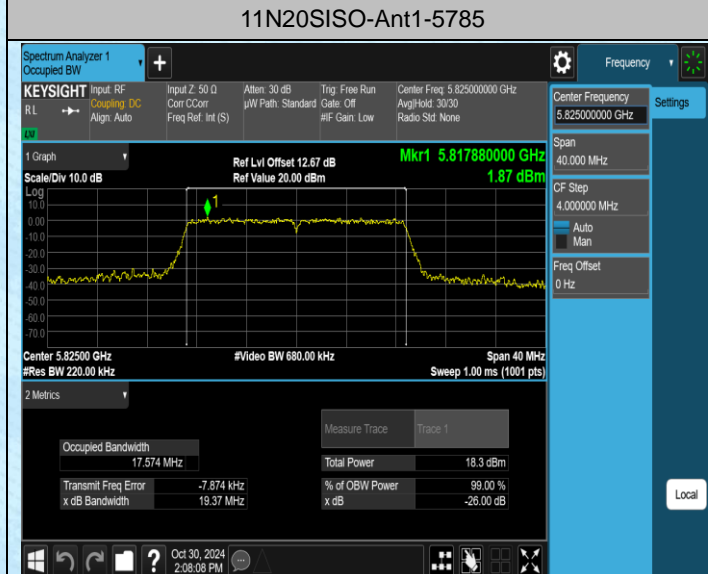 11N20SISO-Ant1-5785
Spectrum Analyzer 1
Occupied BW
Frequency
KEYSIGHT
Input: RF
Input Z: 50 Ω
Atten: 30 dB
Trig: Free Run
Center Freq: 5.825000000 GHz
RL
Coupling: DC
Corr CCorr
µW Path: Standard
Gate: Off
Avg|Hold: 30/30
Align: Auto
Freq Ref: Int (S)
#IF Gain: Low
Radio Std: None
Center Frequency
5.825000000 GHz
Settings
Span
40.000 MHz
CF Step
4.000000 MHz
Auto
Man
Freq Offset
0 Hz
1 Graph
Scale/Div 10.0 dB
Ref Lvl Offset 12.67 dB
Ref Value 20.00 dBm
Mkr1 5.817880000 GHz
1.87 dBm
Log
10.0
0.00
-10.0
-20.0
-30.0
-40.0
-50.0
-60.0
-70.0
1
Center 5.82500 GHz
#Video BW 680.00 kHz
Span 40 MHz
#Res BW 220.00 kHz
Sweep 1.00 ms (1001 pts)
2 Metrics
Measure Trace
Trace 1
Occupied Bandwidth
17.574 MHz
Total Power
18.3 dBm
Transmit Freq Error
-7.874 kHz
% of OBW Power
99.00 %
x dB Bandwidth
19.37 MHz
x dB
-26.00 dB
Local
?
Oct 30, 2024
2:08:08 PM